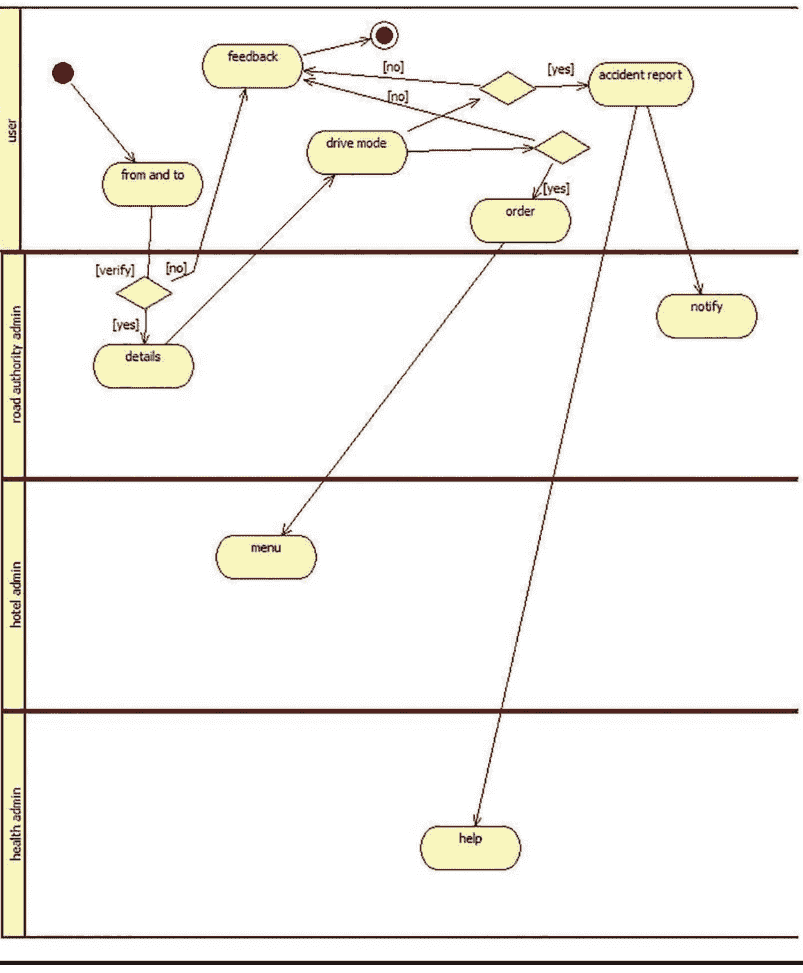 user
feedback
[no]
[yes]
accident report
[no]
drive mode
from and to
[yes]
order
road authority admin
[verify]
[no]
[yes]
details
notify
hotel admin
menu
health admin
help